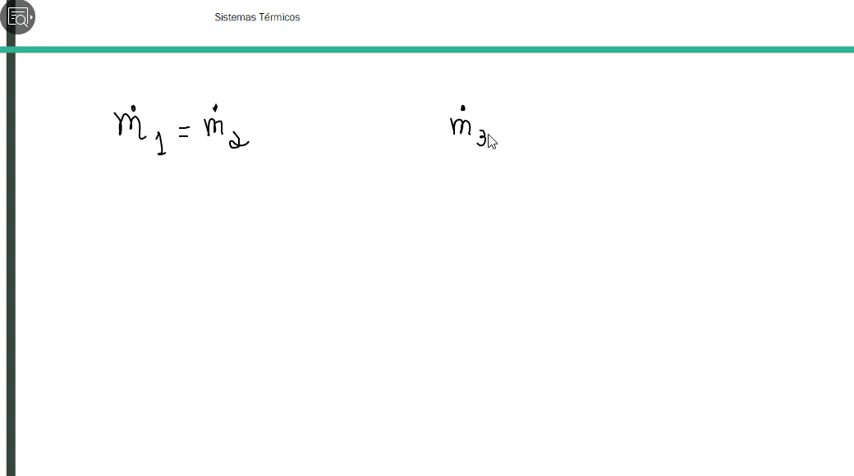 Sistemas Térmicos
ṁ₁ = ṁ₂ ṁ₃